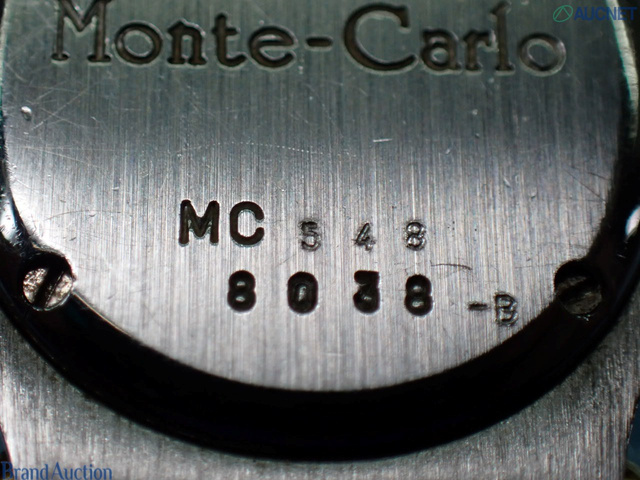 AUCNET
Monte-Carlo
MC 548
8038-B
Brand Auction